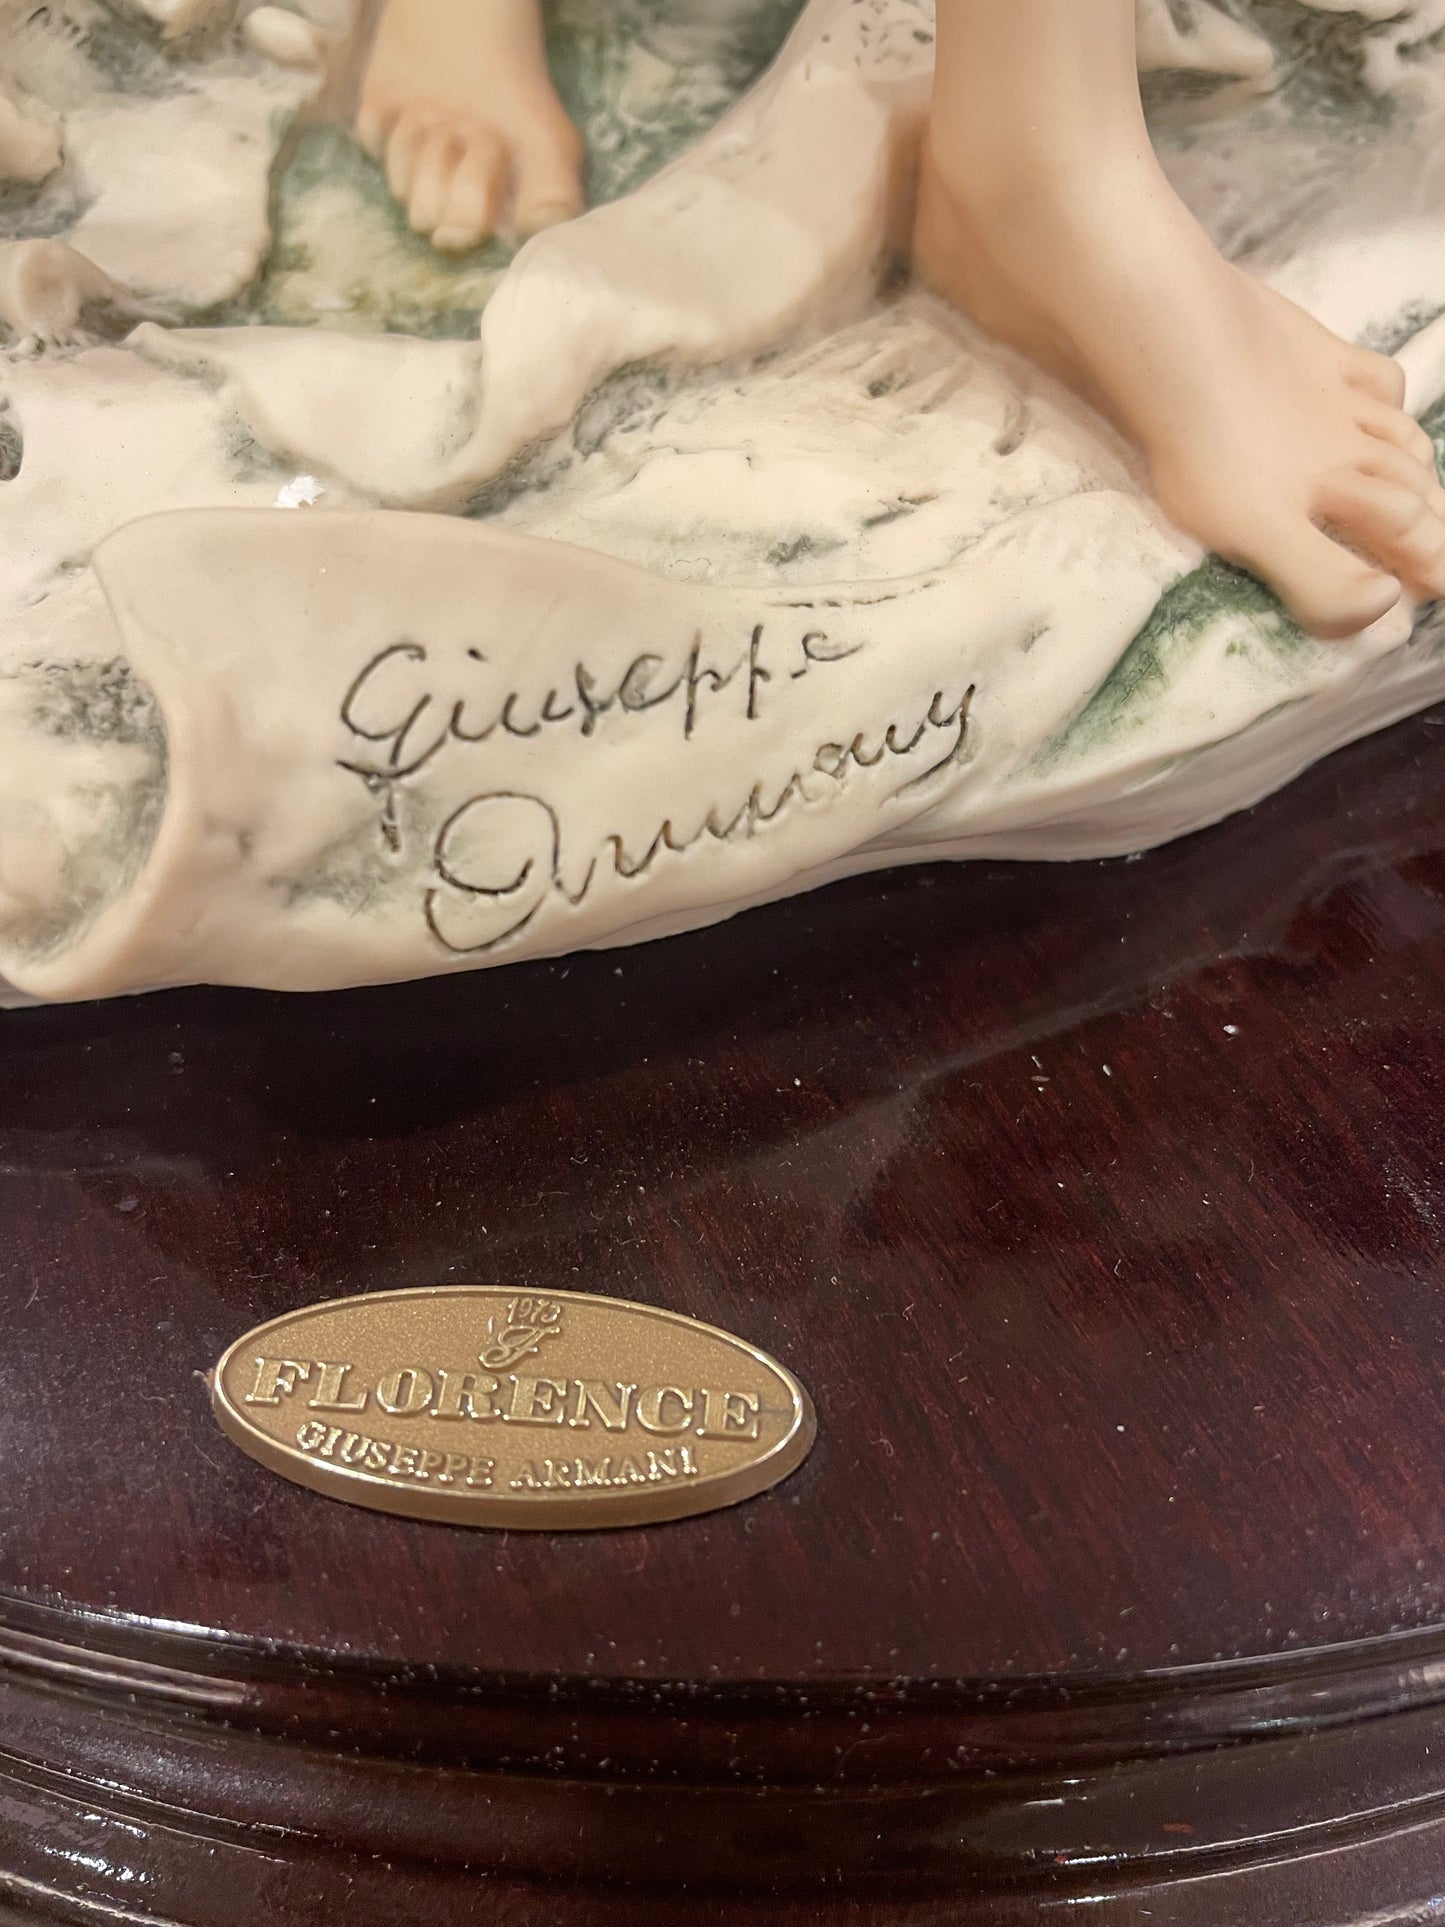 Giuseppe
Armani
1973
F
FLORENCE
GIUSEPPE ARMANI